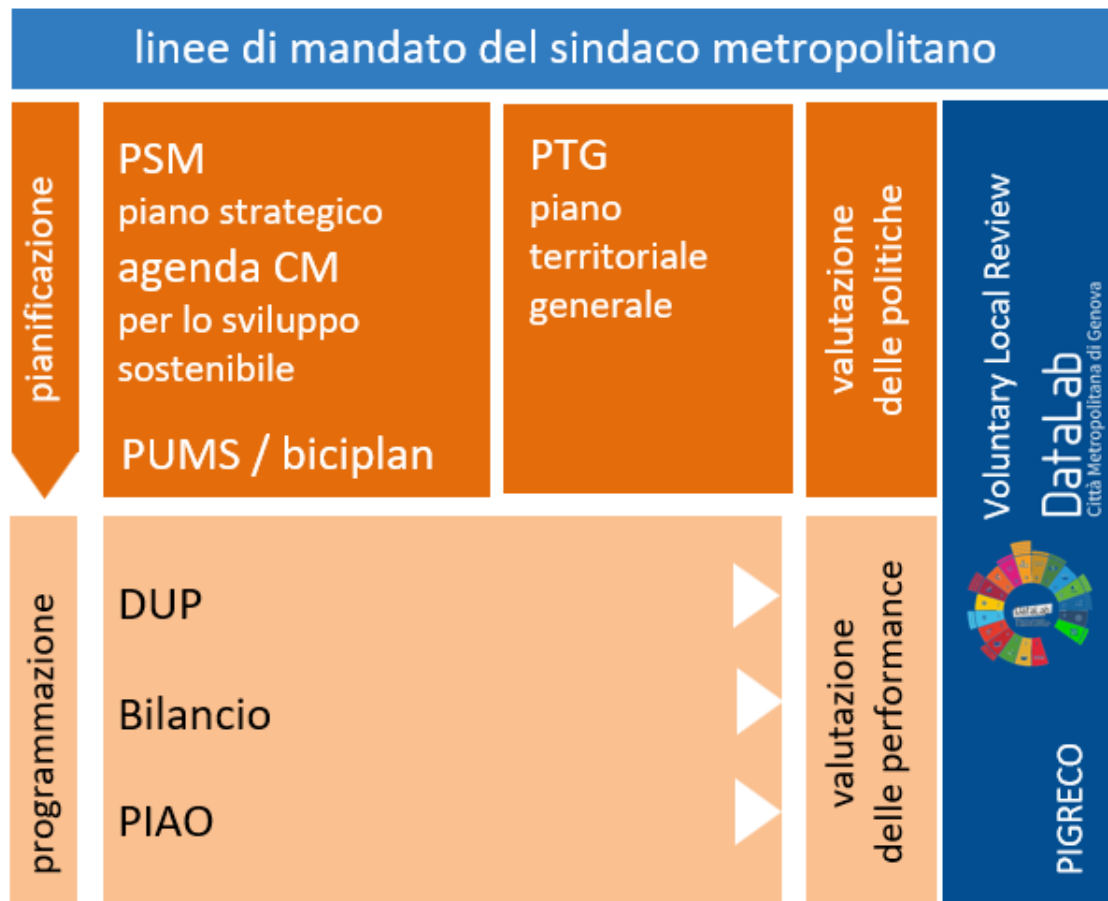 linee di mandato del sindaco metropolitano
pianificazione
PSM
piano strategico
agenda CM
per lo sviluppo
sostenibile
PUMS / biciplan
PTG
piano
territoriale
generale
valutazione
delle politiche
Voluntary Local Review
DataLab
Città Metropolitana di Genova
programmazione
DUP
Bilancio
PIAO
valutazione
delle performance
DataLab
PIGRECO